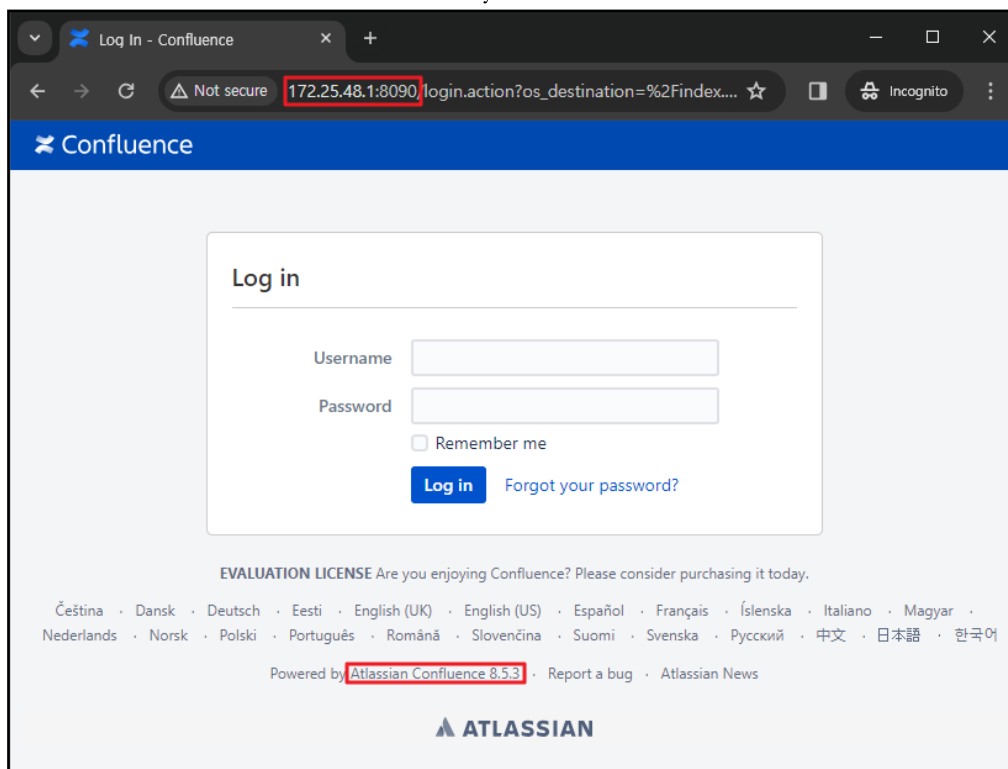 Log In - Confluence
Not secure 172.25.48.1:8090/login.action?os_destination=%2Findex.... Incognito
Confluence
Log in
Username
Password
Remember me
Log in Forgot your password?
EVALUATION LICENSE Are you enjoying Confluence? Please consider purchasing it today.
Čeština · Dansk · Deutsch · Eesti · English (UK) · English (US) · Español · Français · Íslenska · Italiano · Magyar ·
Nederlands · Norsk · Polski · Português · Română · Slovenčina · Suomi · Svenska · Русский · 中文 · 日本語 · 한국어
Powered by Atlassian Confluence 8.5.3 · Report a bug · Atlassian News
ATLASSIAN